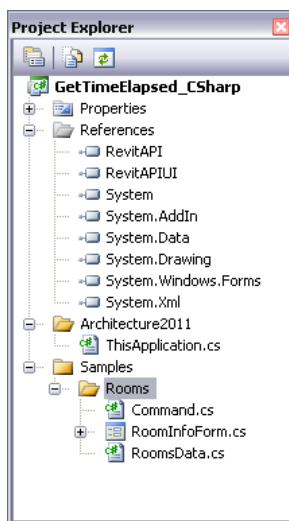 Project Explorer
GetTimeElapsed_CSharp
Properties
References
RevitAPI
RevitAPIUI
System
System.AddIn
System.Data
System.Drawing
System.Windows.Forms
System.Xml
Architecture2011
ThisApplication.cs
Samples
Rooms
Command.cs
RoomInfoForm.cs
RoomsData.cs